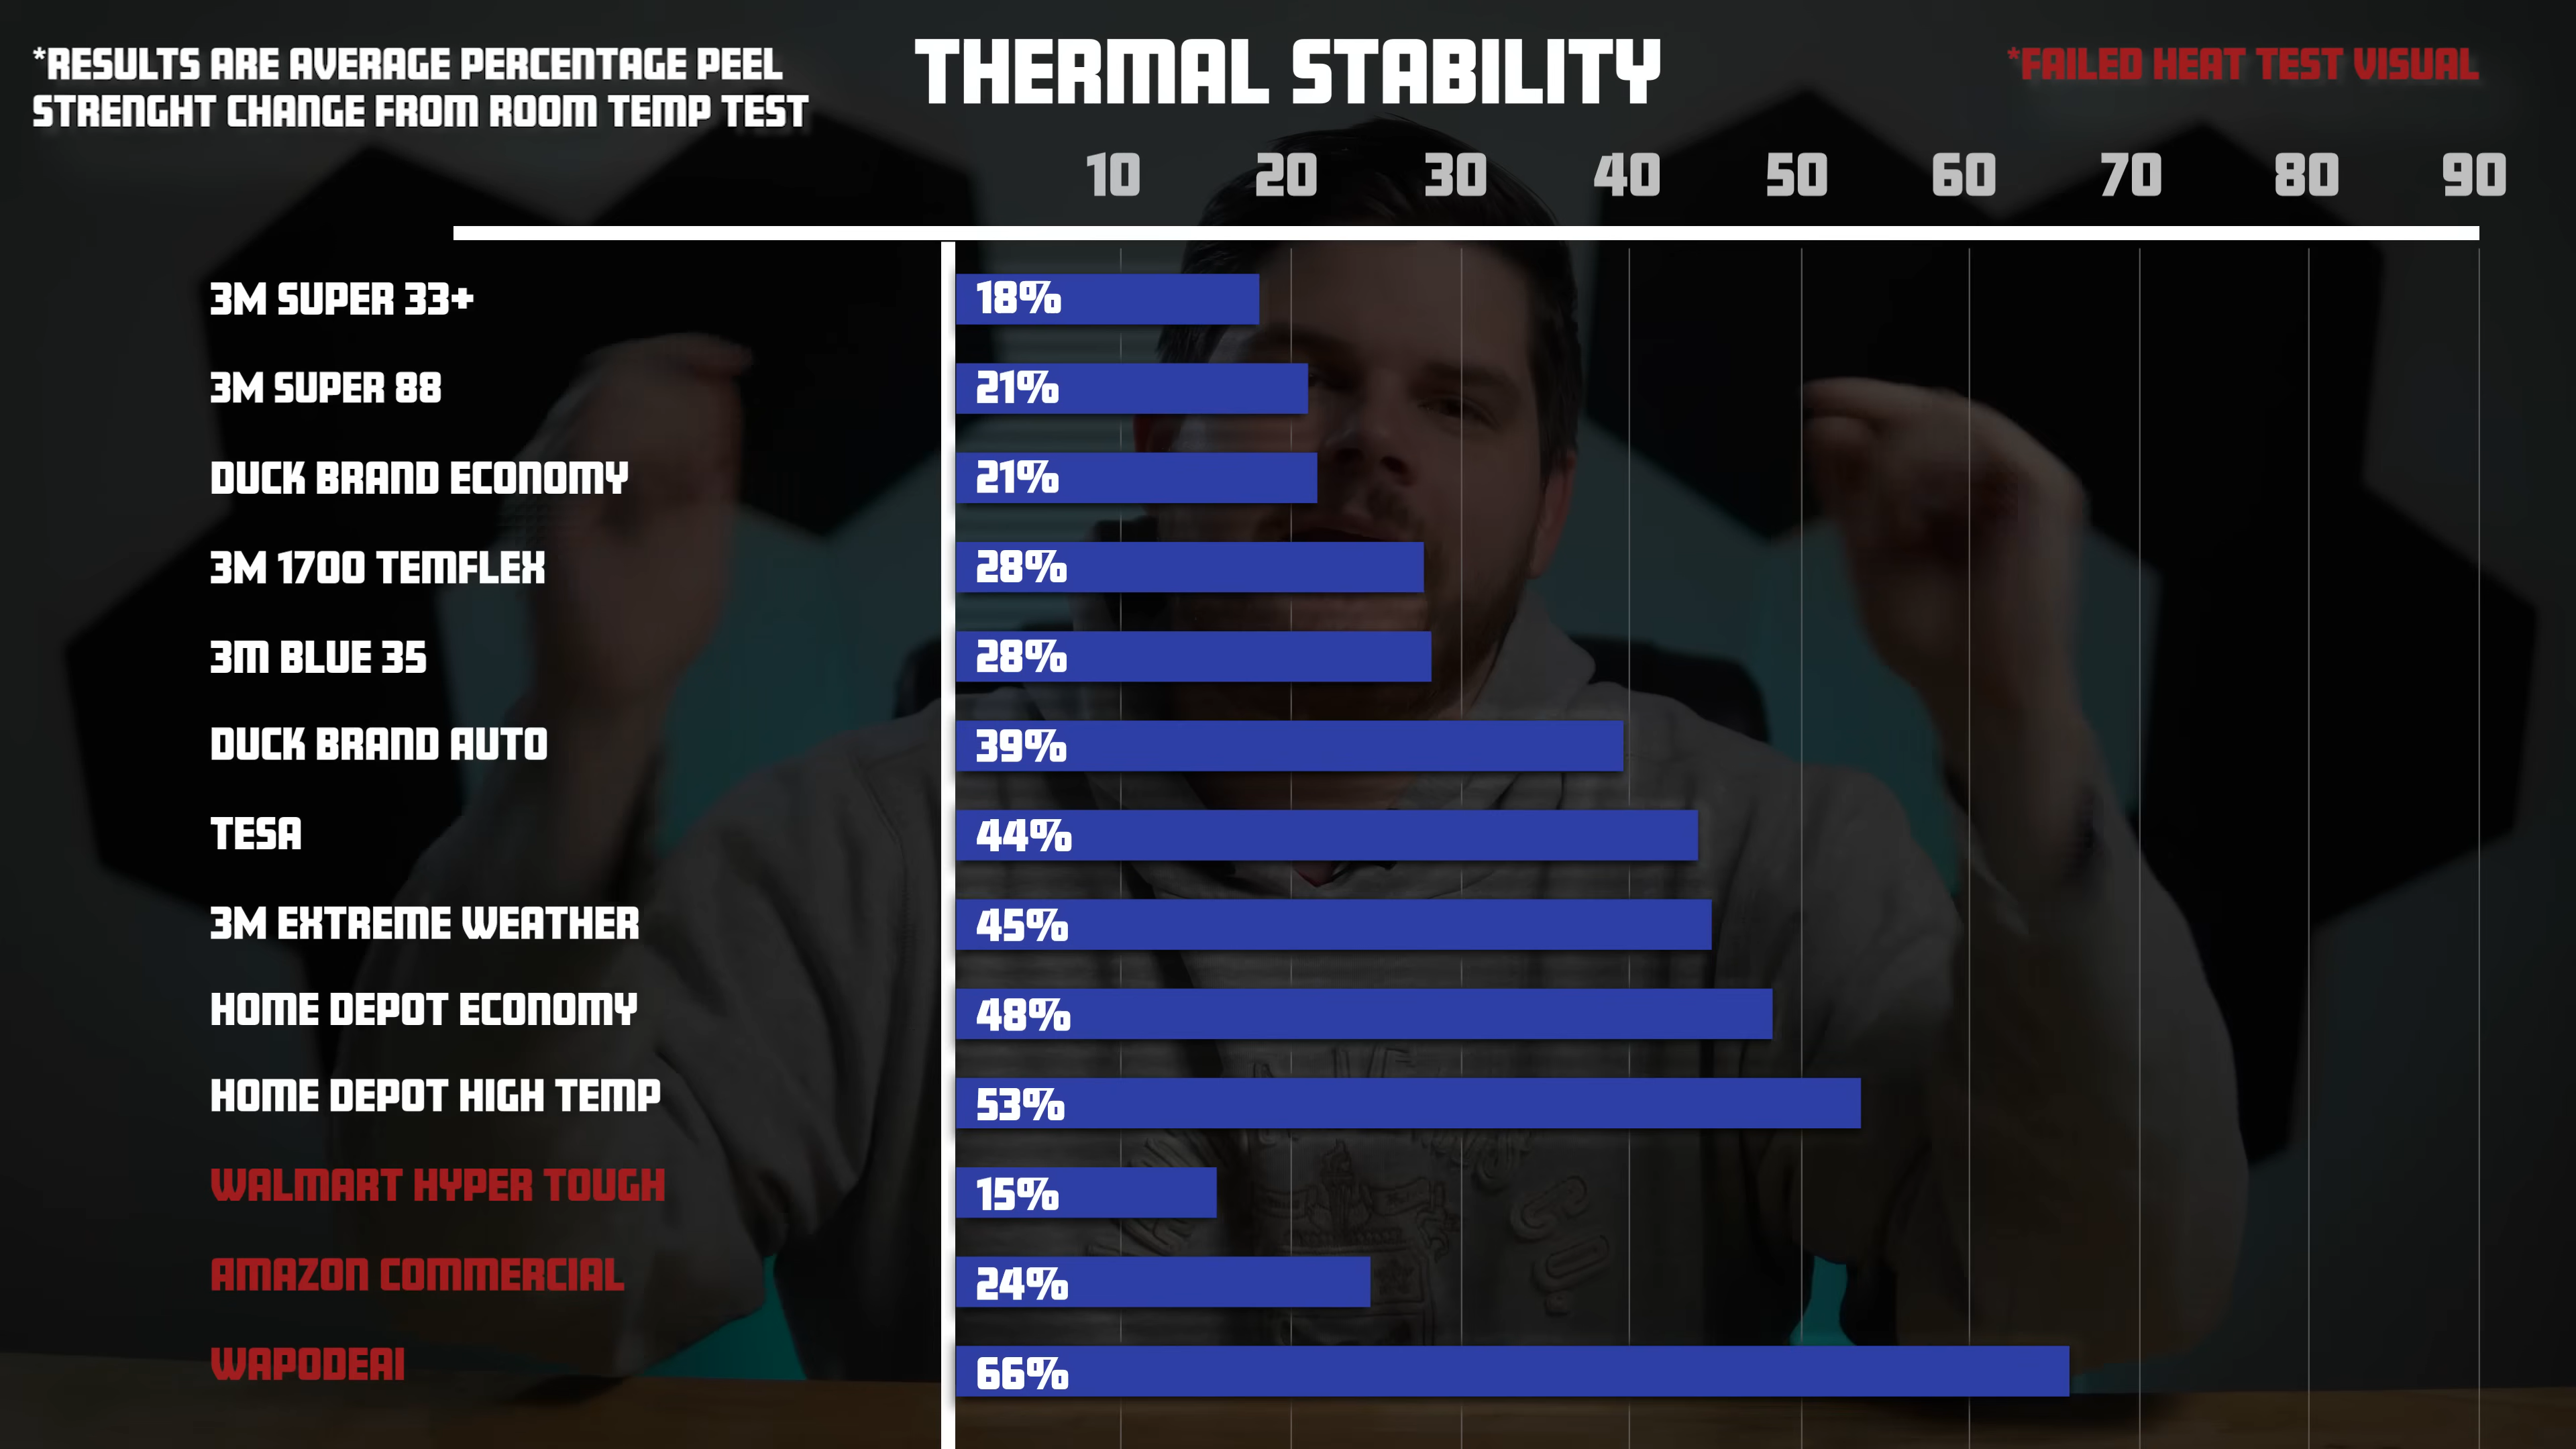 *RESULTS ARE AVERAGE PERCENTAGE PEEL
STRENGHT CHANGE FROM ROOM TEMP TEST
THERMAL STABILITY
*FAILED HEAT TEST VISUAL
10 20 30 40 50 60 70 80 90
3M SUPER 33+ 18%
3M SUPER 88 21%
DUCK BRAND ECONOMY 21%
3M 1700 TEMFLEX 28%
3M BLUE 35 28%
DUCK BRAND AUTO 39%
TESA 44%
3M EXTREME WEATHER 45%
HOME DEPOT ECONOMY 48%
HOME DEPOT HIGH TEMP 53%
WALMART HYPER TOUGH 15%
AMAZON COMMERCIAL 24%
WAPODEAI 66%